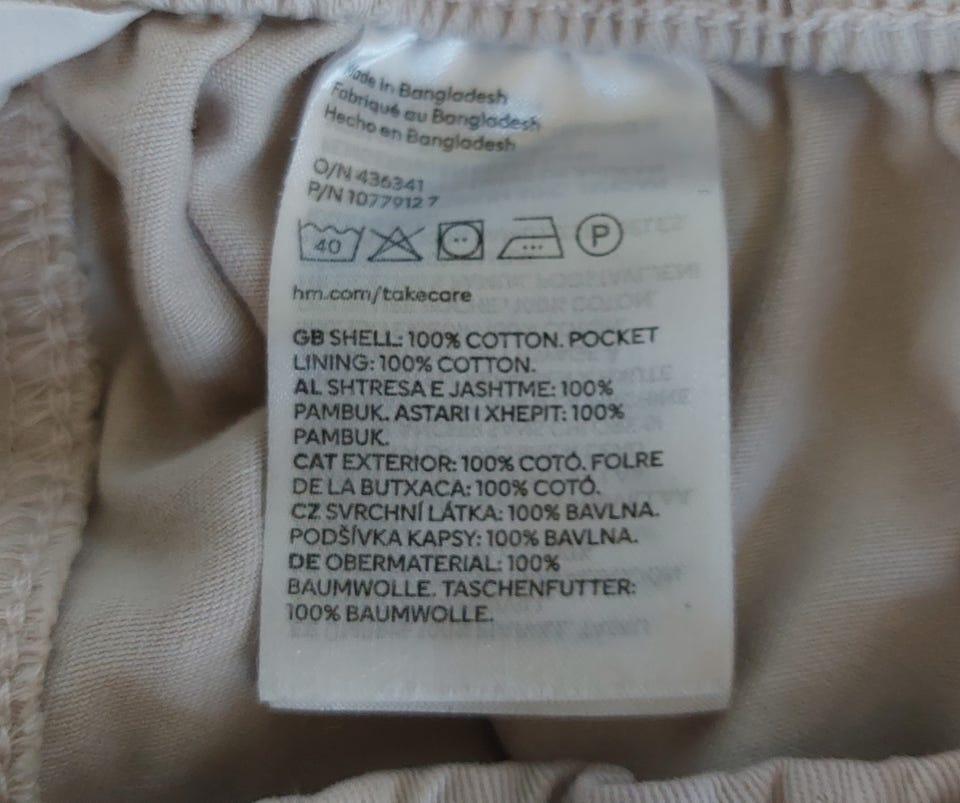 Made in Bangladesh
Fabriqué au Bangladesh
Hecho en Bangladesh
O/N 436341
P/N 1077912 7
40 P
hm.com/takecare
GB SHELL: 100% COTTON. POCKET
LINING: 100% COTTON.
AL SHTRESA E JASHTME: 100%
PAMBUK. ASTARI I XHEPIT: 100%
PAMBUK.
CAT EXTERIOR: 100% COTÓ. FOLRE
DE LA BUTXACA: 100% COTÓ.
CZ SVRCHNÍ LÁTKA: 100% BAVLNA.
PODŠÍVKA KAPSY: 100% BAVLNA.
DE OBERMATERIAL: 100%
BAUMWOLLE. TASCHENFUTTER:
100% BAUMWOLLE.